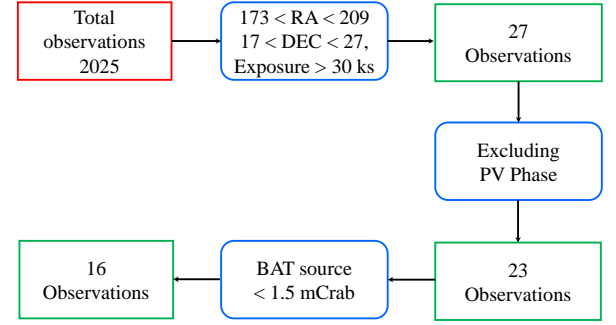 Total
observations
2025
173 < RA < 209
17 < DEC < 27,
Exposure > 30 ks
27
Observations
Excluding
PV Phase
23
Observations
BAT source
< 1.5 mCrab
16
Observations